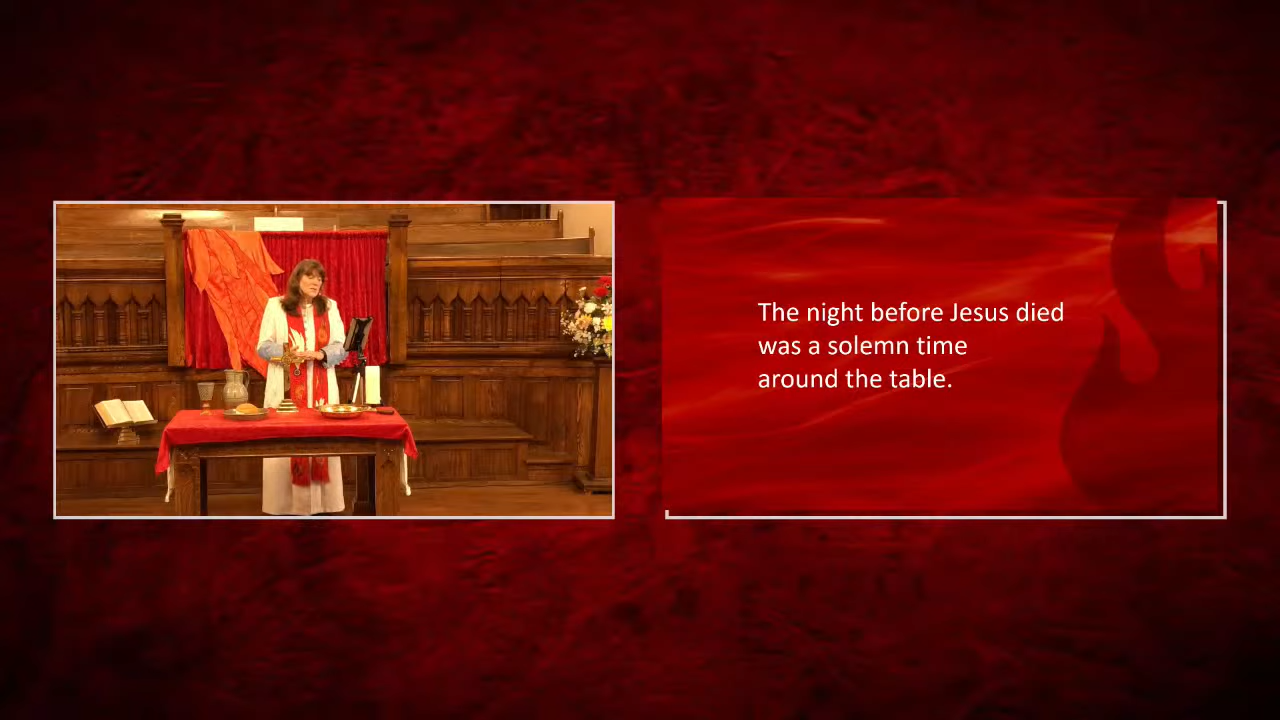 The night before Jesus died
was a solemn time
around the table.